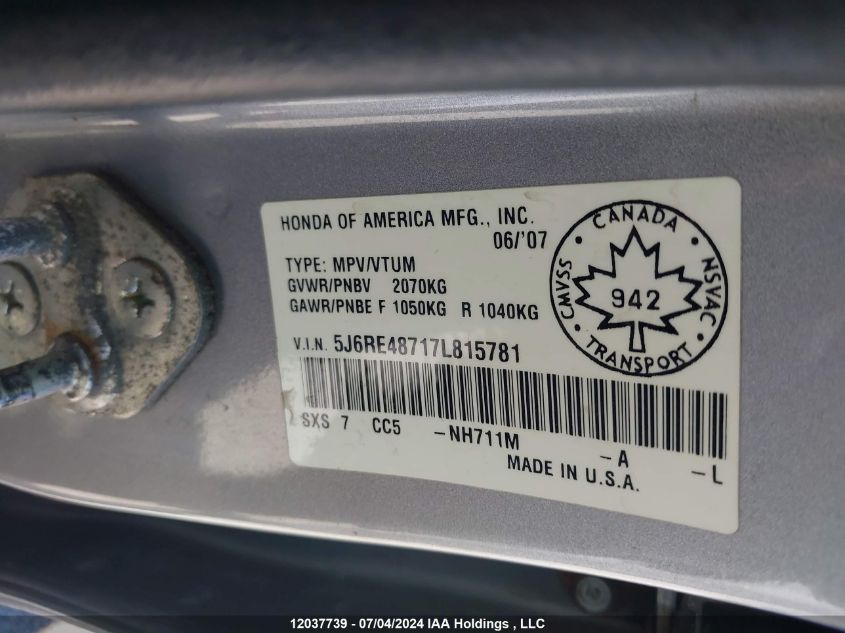 HONDA OF AMERICA MFG., INC.
06/'07
TYPE: MPV/VTUM
GVWR/PNBV 2070KG
GAWR/PNBE F 1050KG R 1040KG
V.I.N. 5J6RE48717L815781
SXS 7 CC5 -NH711M -A -L
MADE IN U.S.A.
CANADA
CMVSS 942 NSVAC
TRANSPORT
12037739 - 07/04/2024 IAA Holdings , LLC